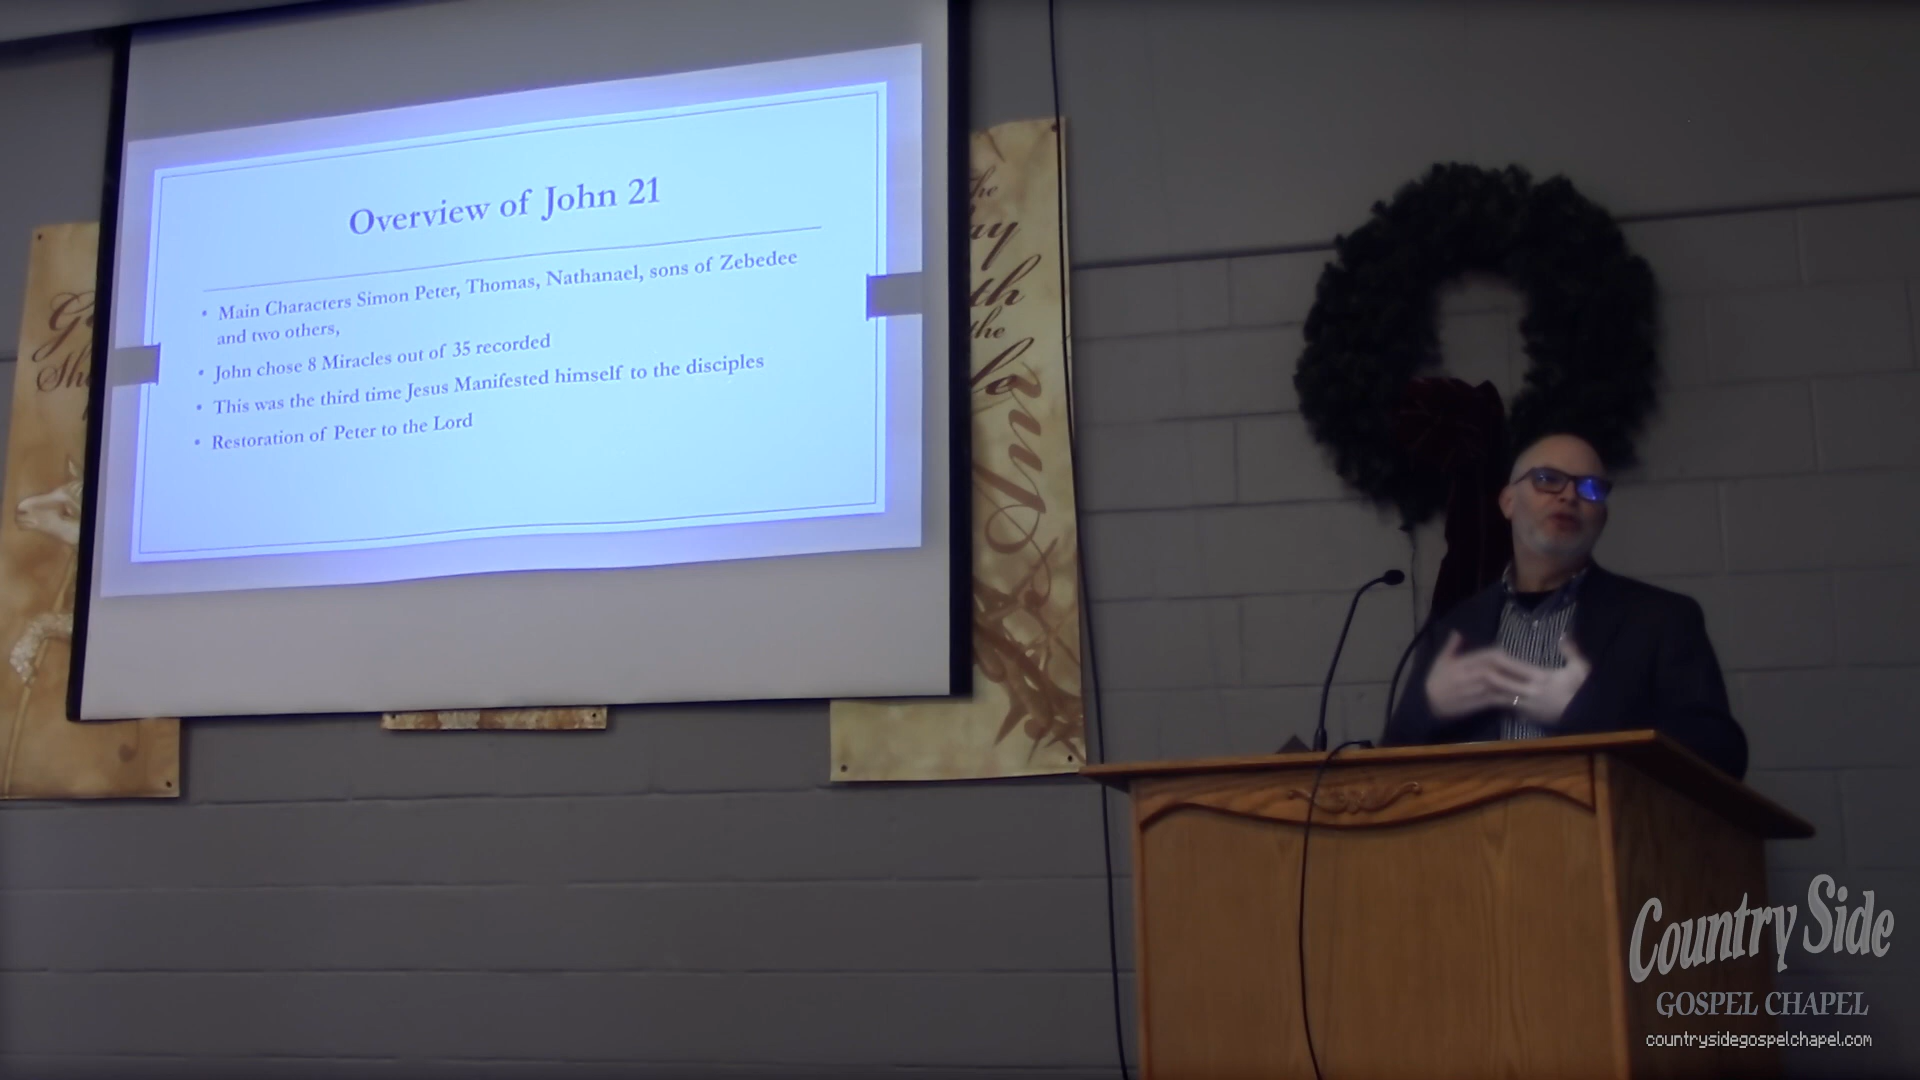 Overview of John 21
• Main Characters Simon Peter, Thomas, Nathanael, sons of Zebedee
and two others,
• John chose 8 Miracles out of 35 recorded
• This was the third time Jesus Manifested himself to the disciples
• Restoration of Peter to the Lord
the
Country Side
GOSPEL CHAPEL
countrysidegospelchapel.com